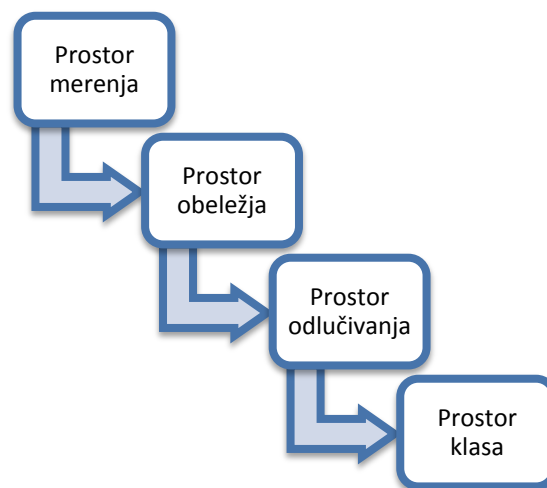 Prostor
merenja
Prostor
obeležja
Prostor
odlučivanja
Prostor
klasa